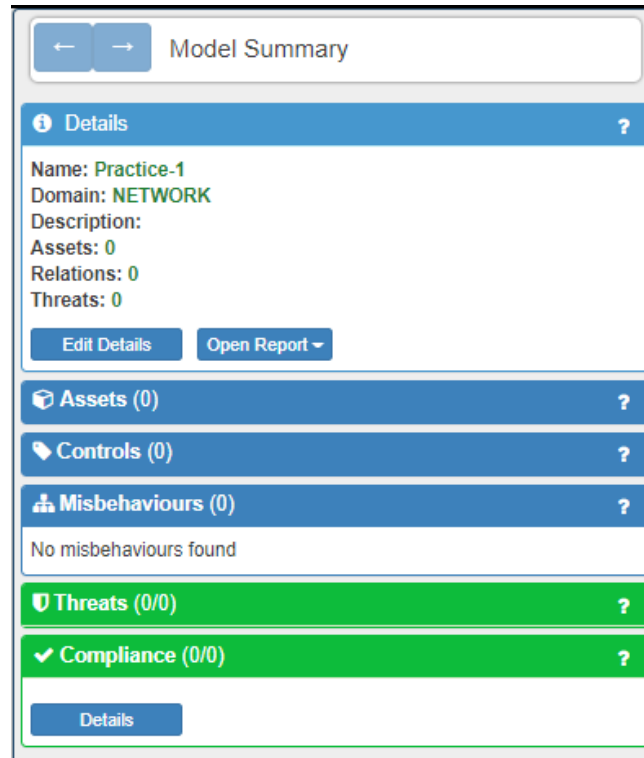 ← → Model Summary
Details ?
Name: Practice-1
Domain: NETWORK
Description:
Assets: 0
Relations: 0
Threats: 0
Edit Details Open Report
Assets (0) ?
Controls (0) ?
Misbehaviours (0) ?
No misbehaviours found
Threats (0/0) ?
Compliance (0/0) ?
Details